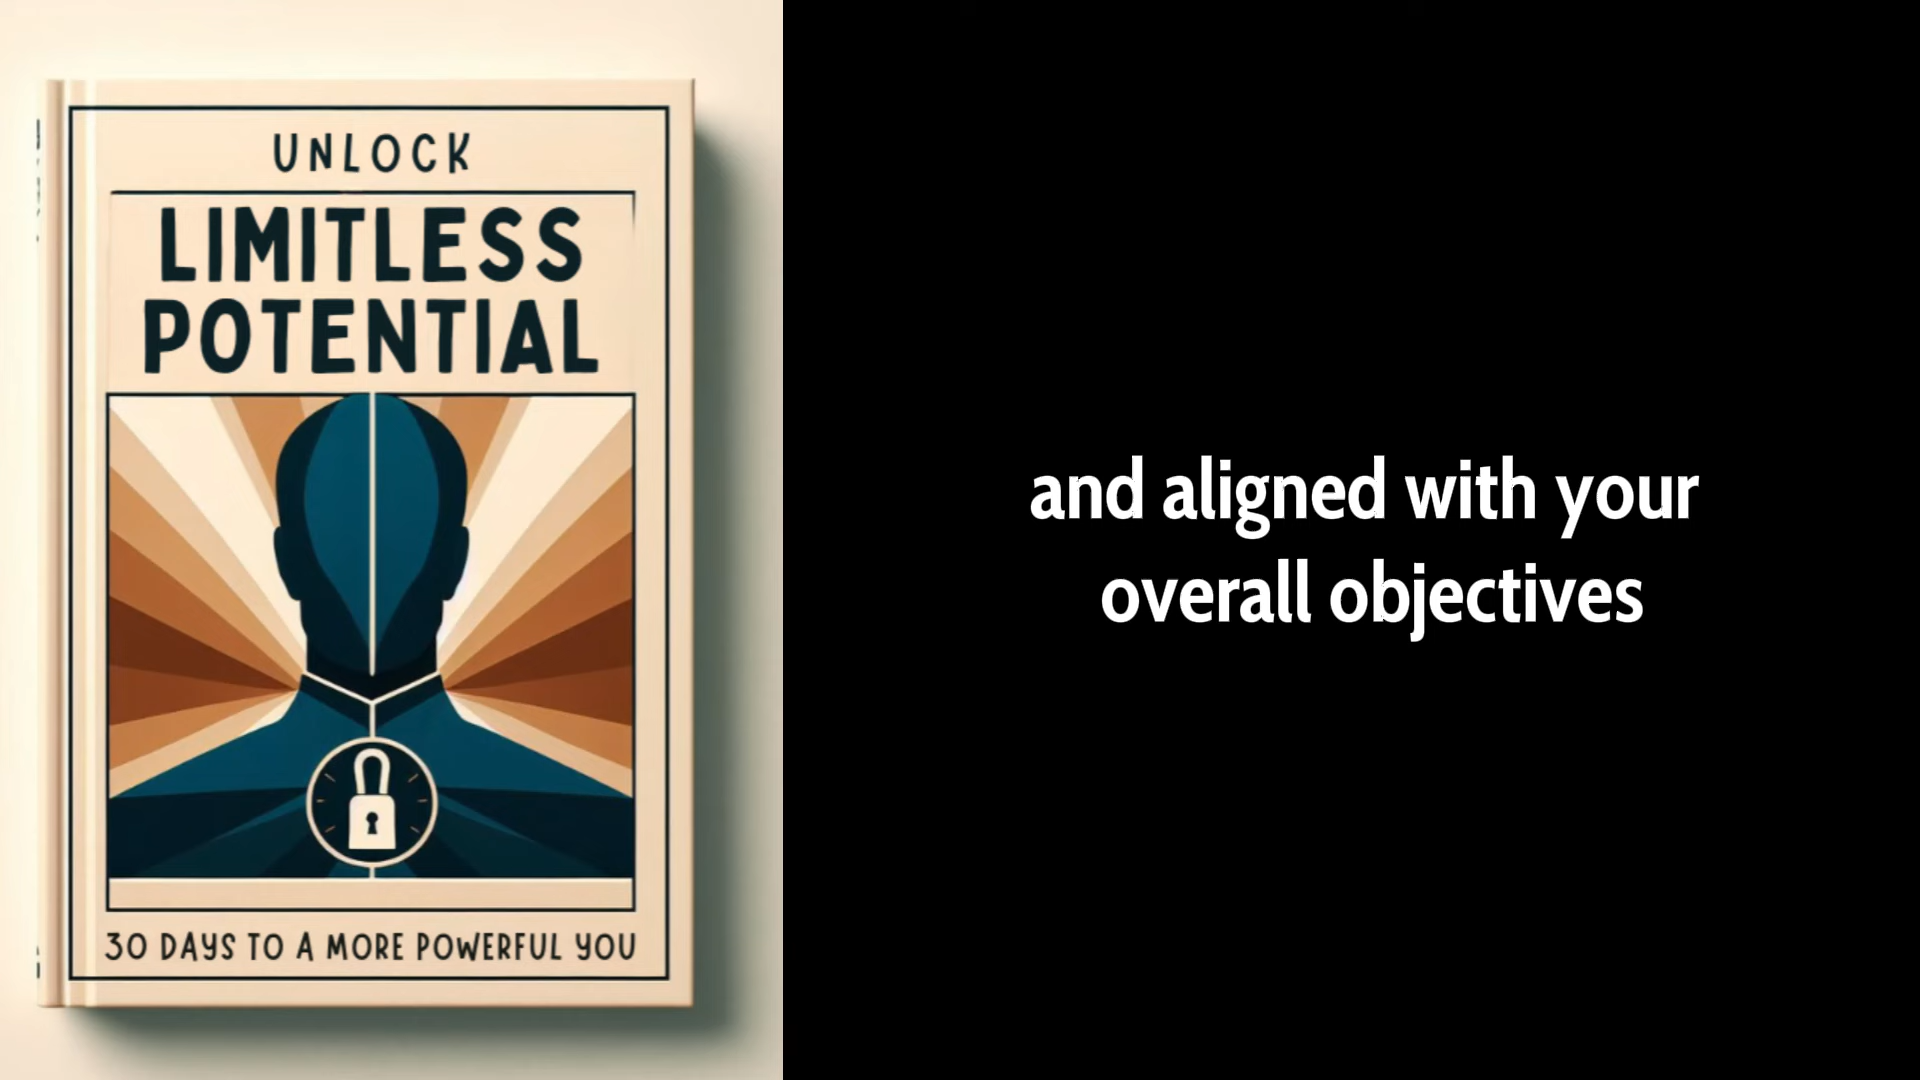 UNLOCK
LIMITLESS
POTENTIAL
30 DAYS TO A MORE POWERFUL YOU
and aligned with your
overall objectives